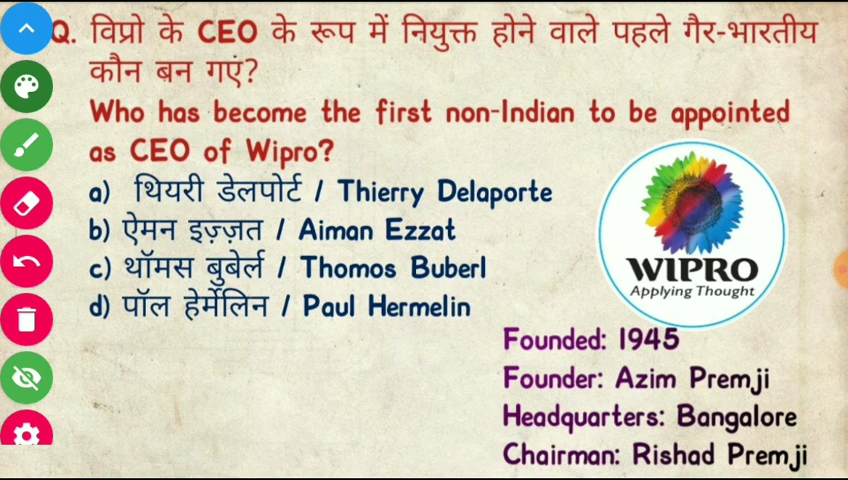 Q. विप्रो के CEO के रूप में नियुक्त होने वाले पहले गैर-भारतीय
कौन बन गएं?
Who has become the first non-Indian to be appointed
as CEO of Wipro?
a) थियरी डेलपोर्ट / Thierry Delaporte
b) ऐमन इज़्ज़त / Aiman Ezzat
c) थॉमस बुबेर्ल / Thomos Buberl
d) पॉल हेर्मेलिन / Paul Hermelin
WIPRO
Applying Thought
Founded: 1945
Founder: Azim Premji
Headquarters: Bangalore
Chairman: Rishad Premji